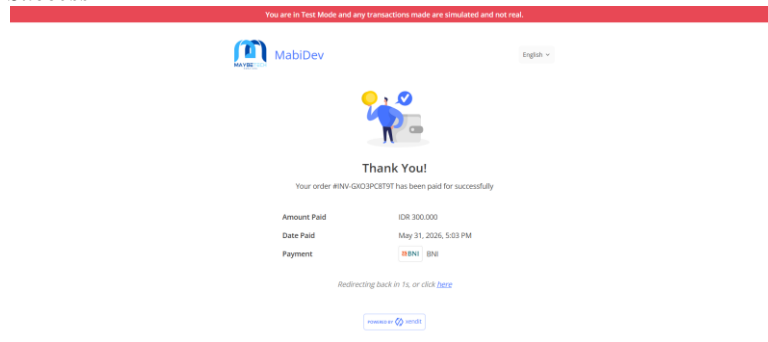 You are in Test Mode and any transactions made are simulated and not real.
MAYBETECH
MabiDev
English
Thank You!
Your order #INV-GXO3PC8T9T has been paid for successfully
Amount Paid IDR 300.000
Date Paid May 31, 2026, 5:03 PM
Payment BNI BNI
Redirecting back in 1s, or click here
POWERED BY xendit